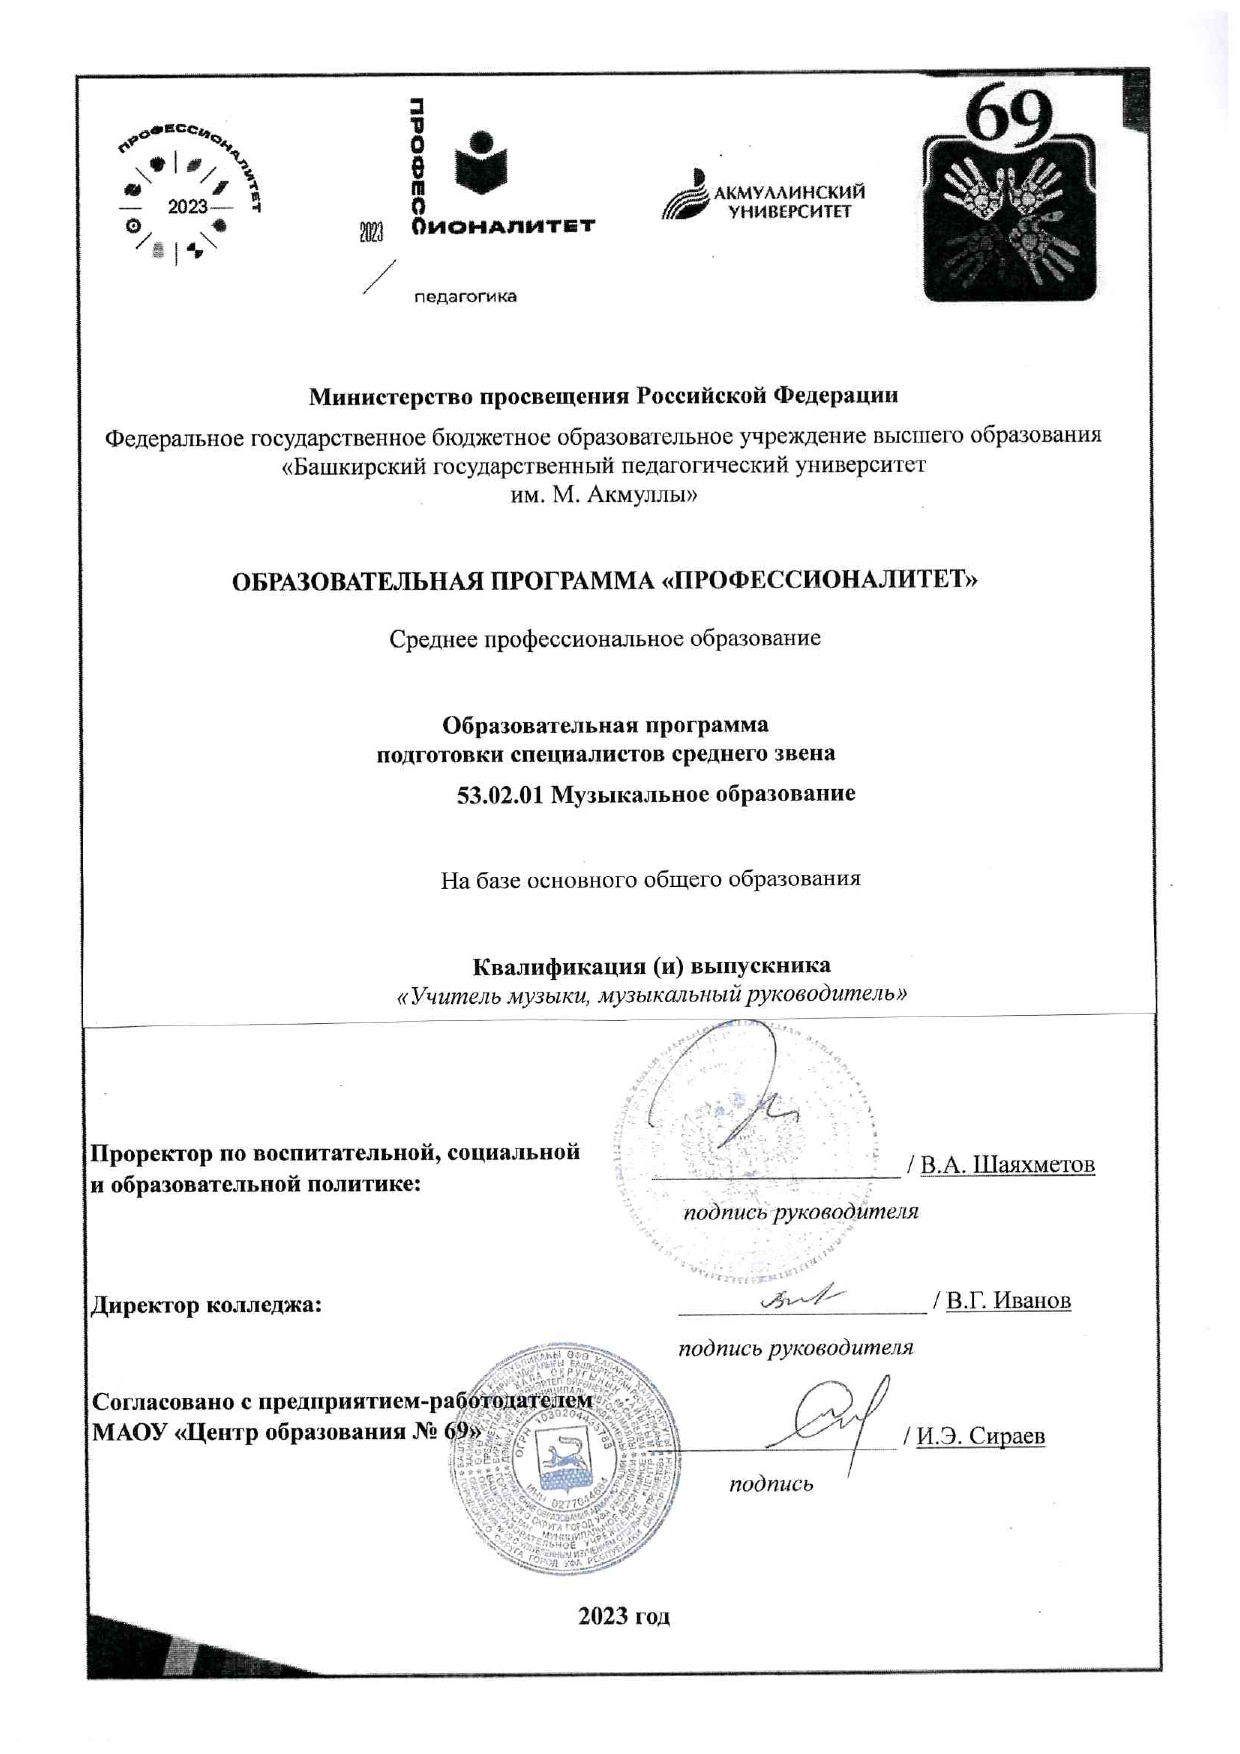 ПРОФЕССИОНАЛИТЕТ
2023
ПРОФЕССИОНАЛИТЕТ
2023
педагогика
АКМУЛЛИНСКИЙ
УНИВЕРСИТЕТ
69
Министерство просвещения Российской Федерации
Федеральное государственное бюджетное образовательное учреждение высшего образования
«Башкирский государственный педагогический университет
им. М. Акмуллы»
ОБРАЗОВАТЕЛЬНАЯ ПРОГРАММА «ПРОФЕССИОНАЛИТЕТ»
Среднее профессиональное образование
Образовательная программа
подготовки специалистов среднего звена
53.02.01 Музыкальное образование
На базе основного общего образования
Квалификация (и) выпускника
«Учитель музыки, музыкальный руководитель»
Проректор по воспитательной, социальной
и образовательной политике: / В.А. Шаяхметов
подпись руководителя
Директор колледжа: / В.Г. Иванов
подпись руководителя
Согласовано с предприятием-работодателем
МАОУ «Центр образования № 69» / И.Э. Сираев
подпись
2023 год